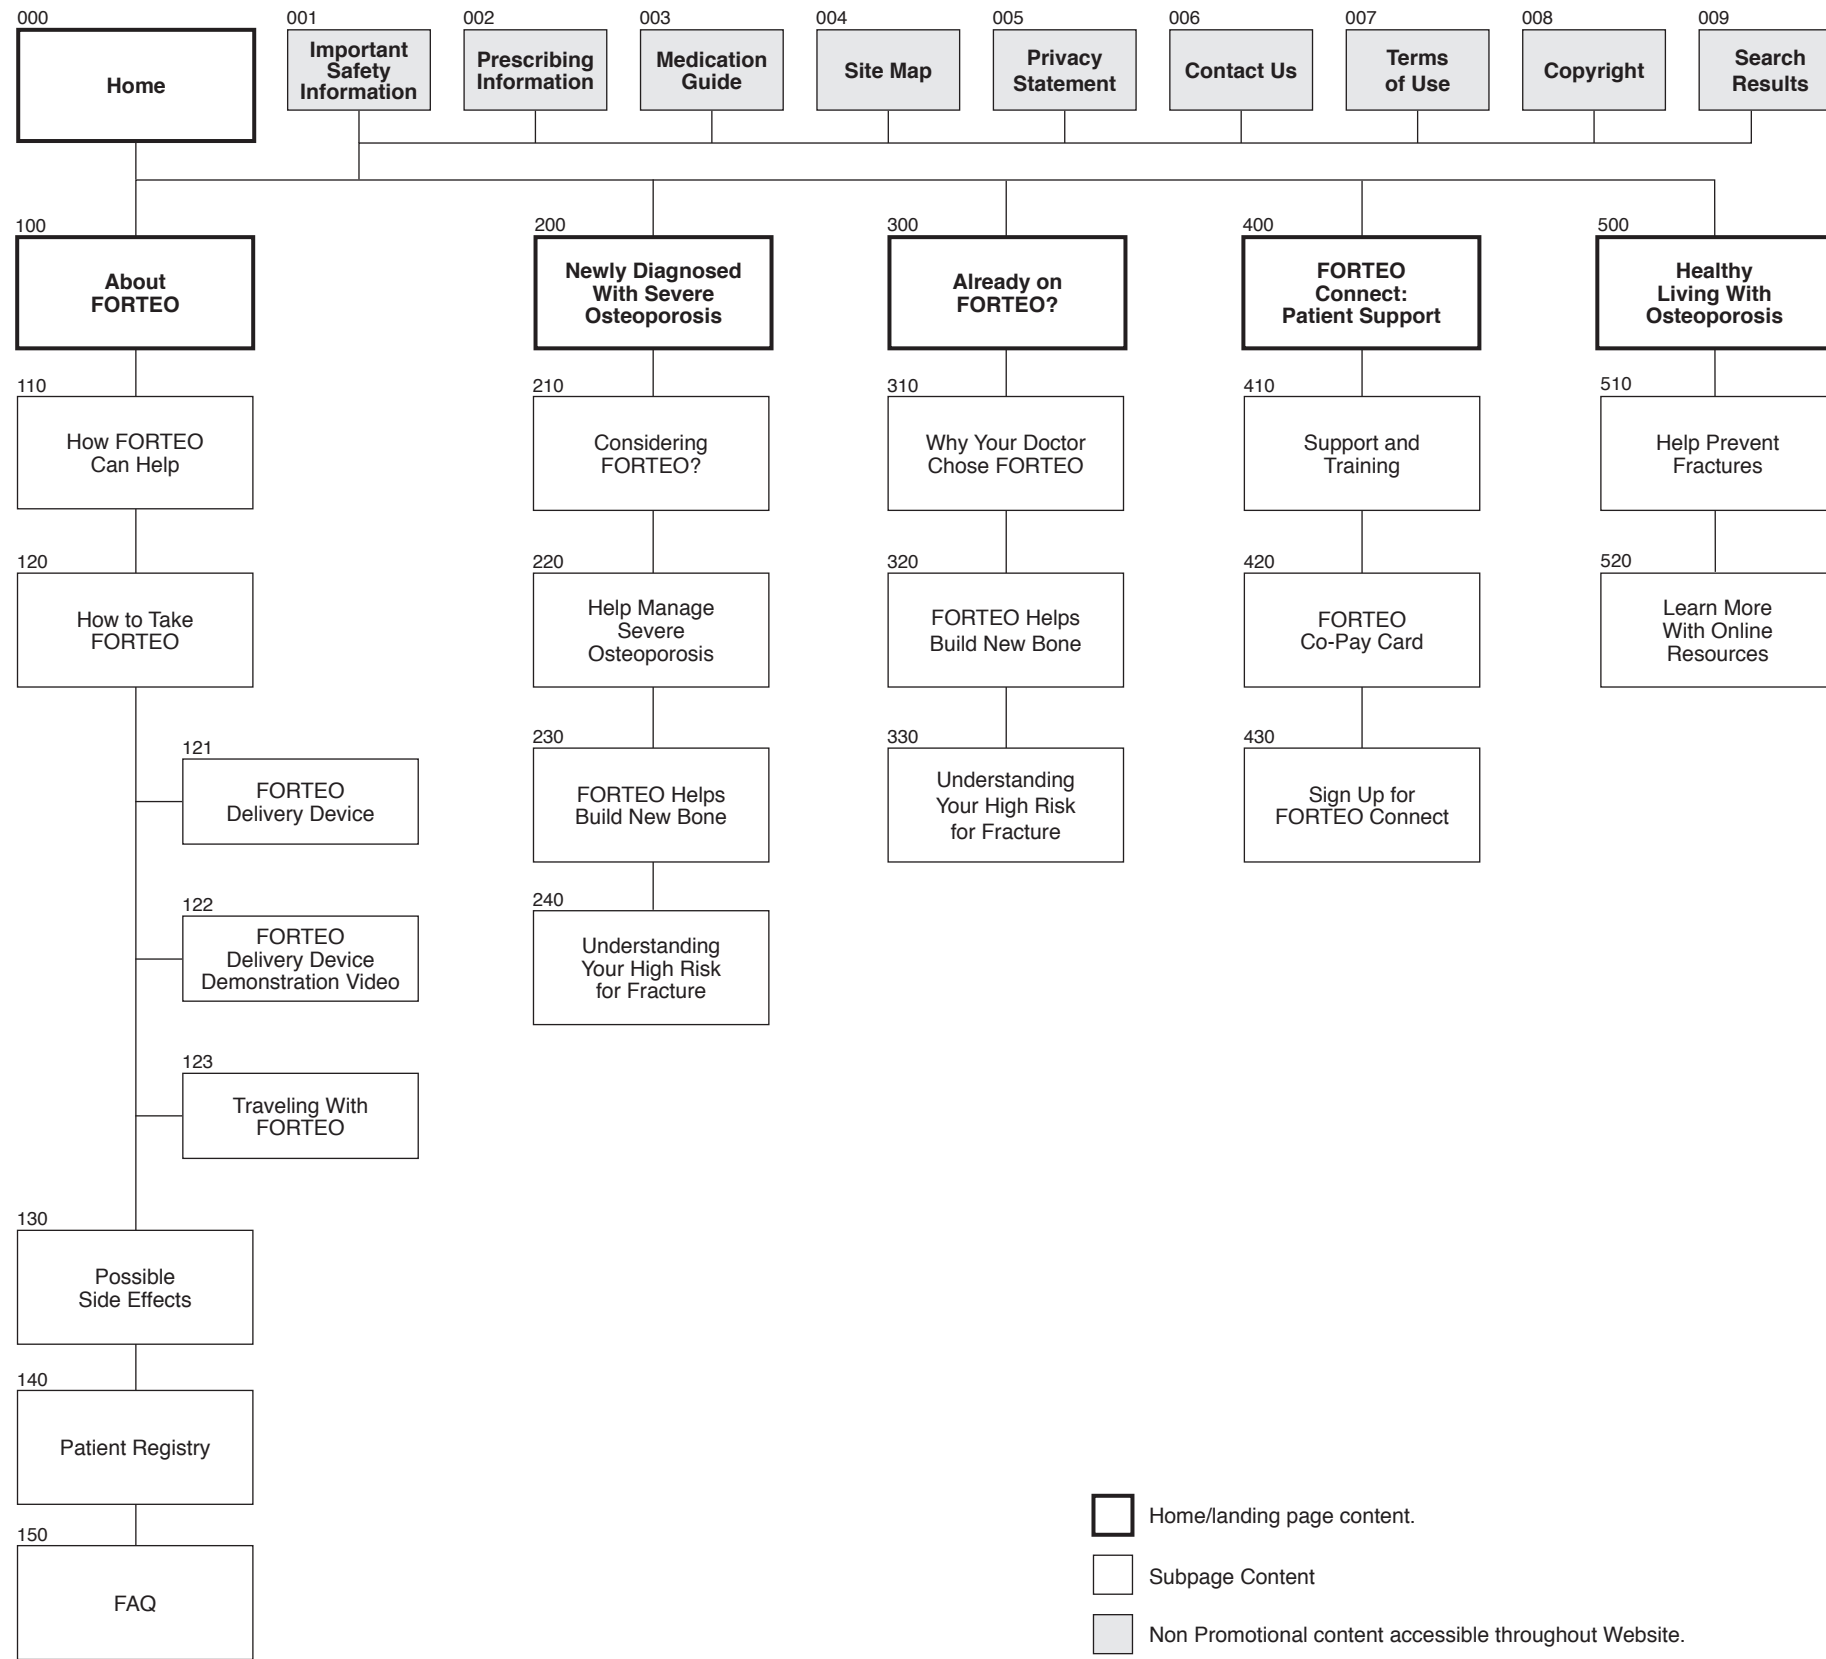 000
Home
001
Important
Safety
Information
002
Prescribing
Information
003
Medication
Guide
004
Site Map
005
Privacy
Statement
006
Contact Us
007
Terms
of Use
008
Copyright
009
Search
Results
100
About
FORTEO
110
How FORTEO
Can Help
120
How to Take
FORTEO
121
FORTEO
Delivery Device
122
FORTEO
Delivery Device
Demonstration Video
123
Traveling With
FORTEO
130
Possible
Side Effects
140
Patient Registry
150
FAQ
200
Newly Diagnosed
With Severe
Osteoporosis
210
Considering
FORTEO?
220
Help Manage
Severe
Osteoporosis
230
FORTEO Helps
Build New Bone
240
Understanding
Your High Risk
for Fracture
300
Already on
FORTEO?
310
Why Your Doctor
Chose FORTEO
320
FORTEO Helps
Build New Bone
330
Understanding
Your High Risk
for Fracture
400
FORTEO
Connect:
Patient Support
410
Support and
Training
420
FORTEO
Co-Pay Card
430
Sign Up for
FORTEO Connect
500
Healthy
Living With
Osteoporosis
510
Help Prevent
Fractures
520
Learn More
With Online
Resources
Home/landing page content.
Subpage Content
Non Promotional content accessible throughout Website.